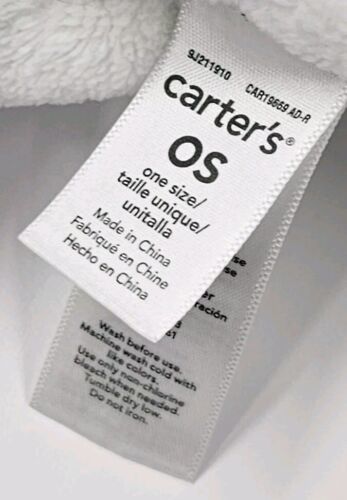 9J211910 CAR19669 AD-R
carter's®
OS
one size/
taille unique/
unitalla
Made in China
Fabriqué en Chine
Hecho en China
Wash before use.
Machine wash cold with
like colors.
Use only non-chlorine
bleach when needed.
Tumble dry low.
Do not iron.